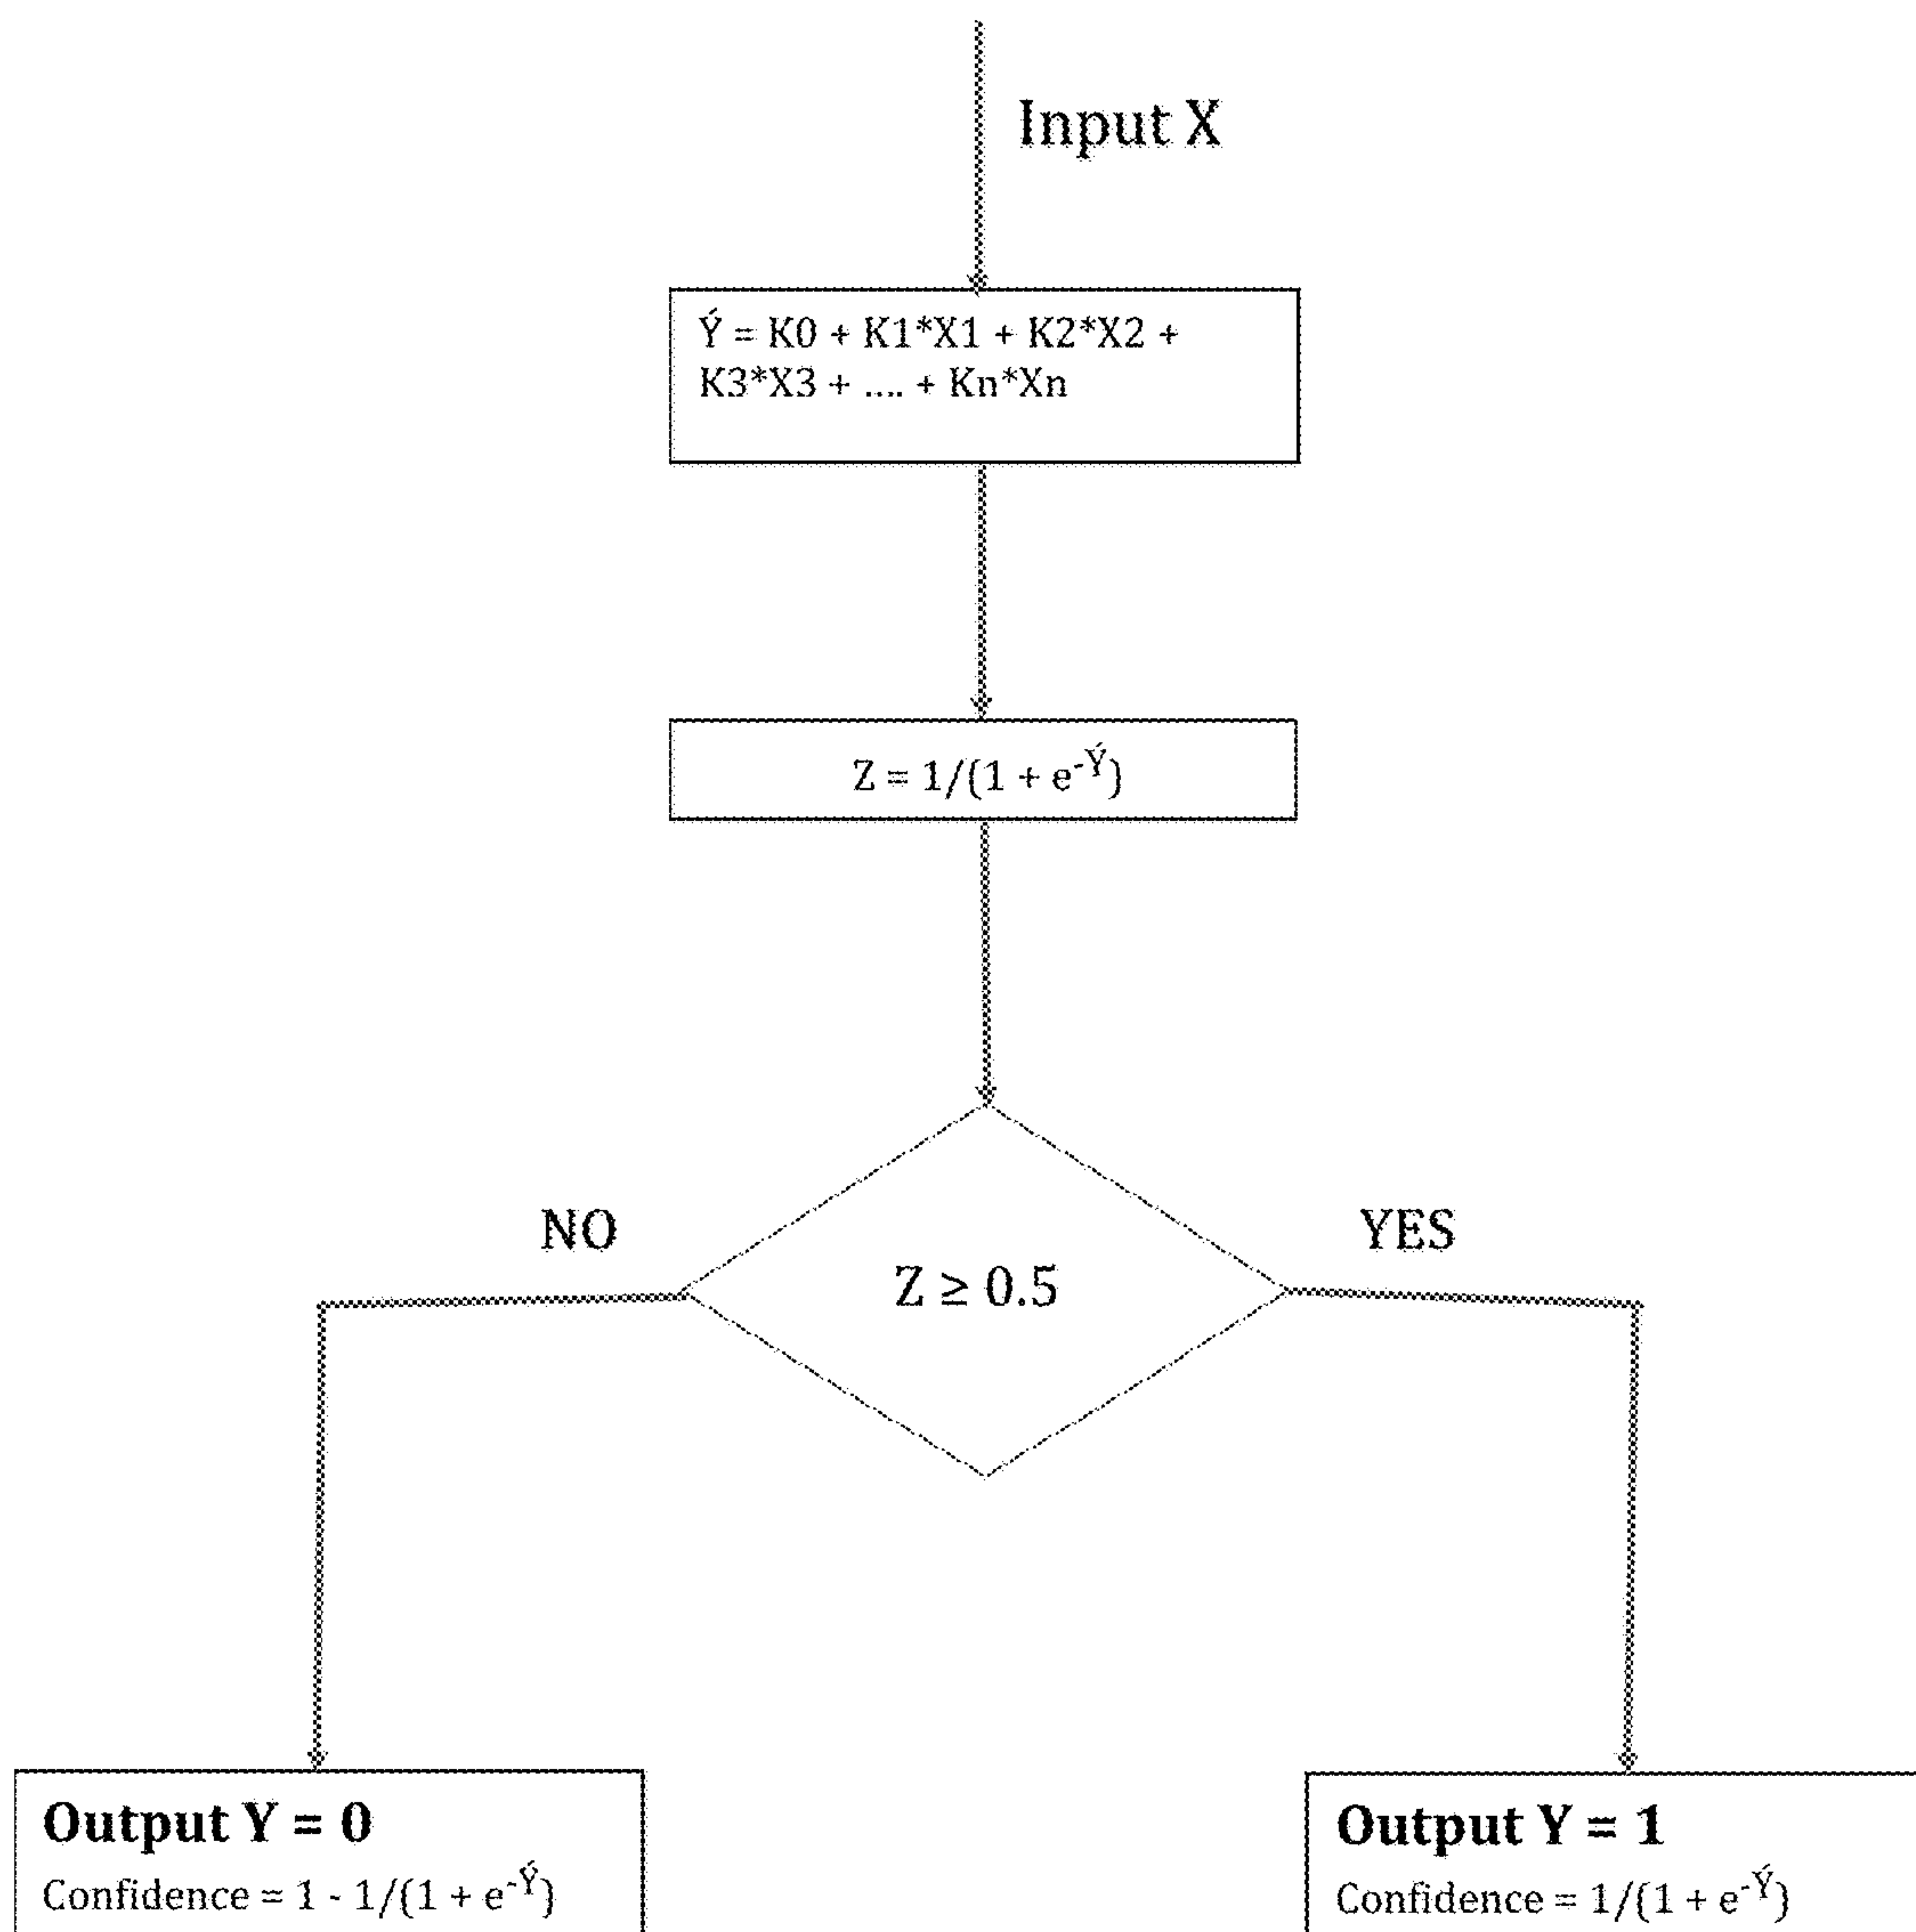 Input X
Ý = K0 + K1*X1 + K2*X2 +
K3*X3 + .... + Kn*Xn
Z = 1/(1 + e^-Ý)
NO
YES
Z ≥ 0.5
Output Y = 0
Confidence = 1 - 1/(1 + e^-Ý)
Output Y = 1
Confidence = 1/(1 + e^-Ý)